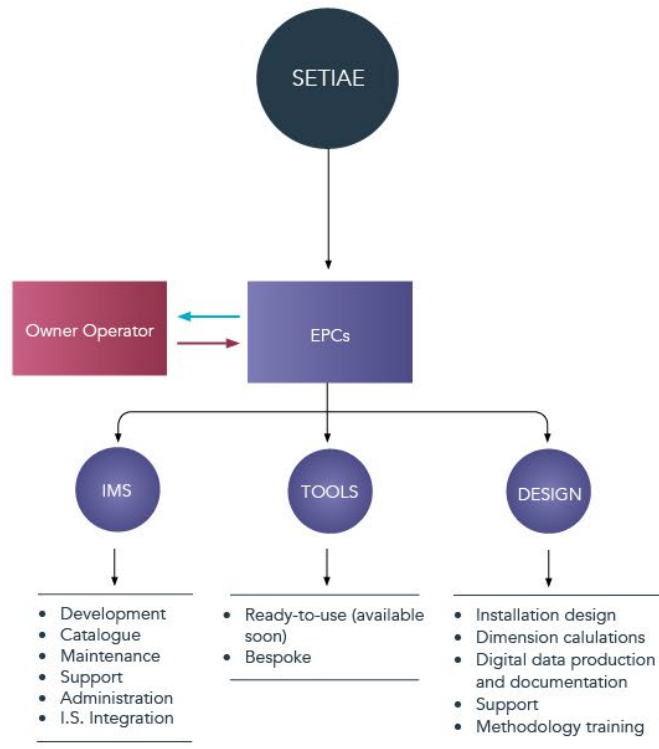 SETIAE
Owner Operator
EPCs
IMS
TOOLS
DESIGN
• Development
• Catalogue
• Maintenance
• Support
• Administration
• I.S. Integration
• Ready-to-use (available
soon)
• Bespoke
• Installation design
• Dimension calulations
• Digital data production
and documentation
• Support
• Methodology training